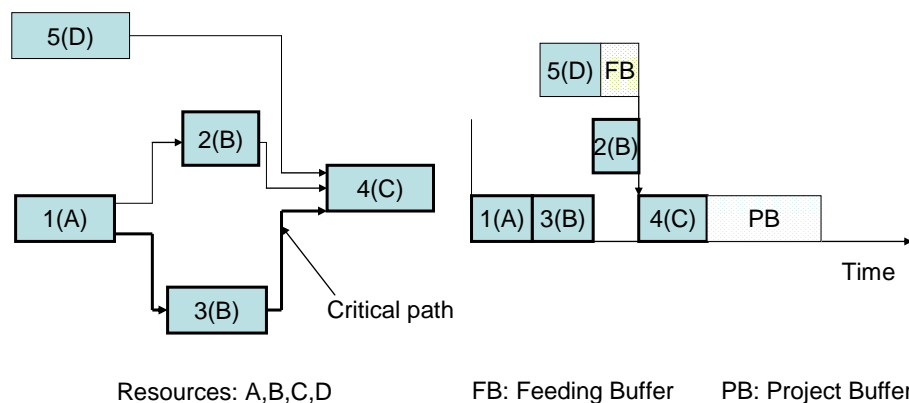 5(D)
2(B)
1(A)
4(C)
3(B)
Critical path
5(D) FB
2(B)
1(A) 3(B) 4(C) PB
Time
Resources: A,B,C,D
FB: Feeding Buffer
PB: Project Buffer